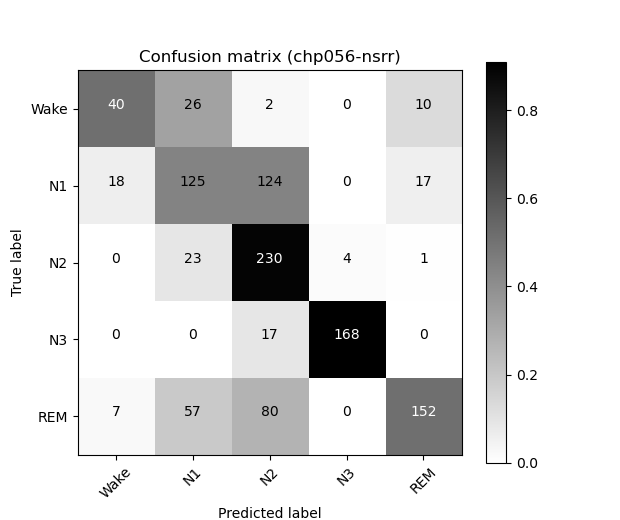 Confusion matrix (chp056-nsrr)
Wake 40 26 2 0 10
N1 18 125 124 0 17
N2 0 23 230 4 1
N3 0 0 17 168 0
REM 7 57 80 0 152
Wake N1 N2 N3 REM
True label
Predicted label
0.8
0.6
0.4
0.2
0.0